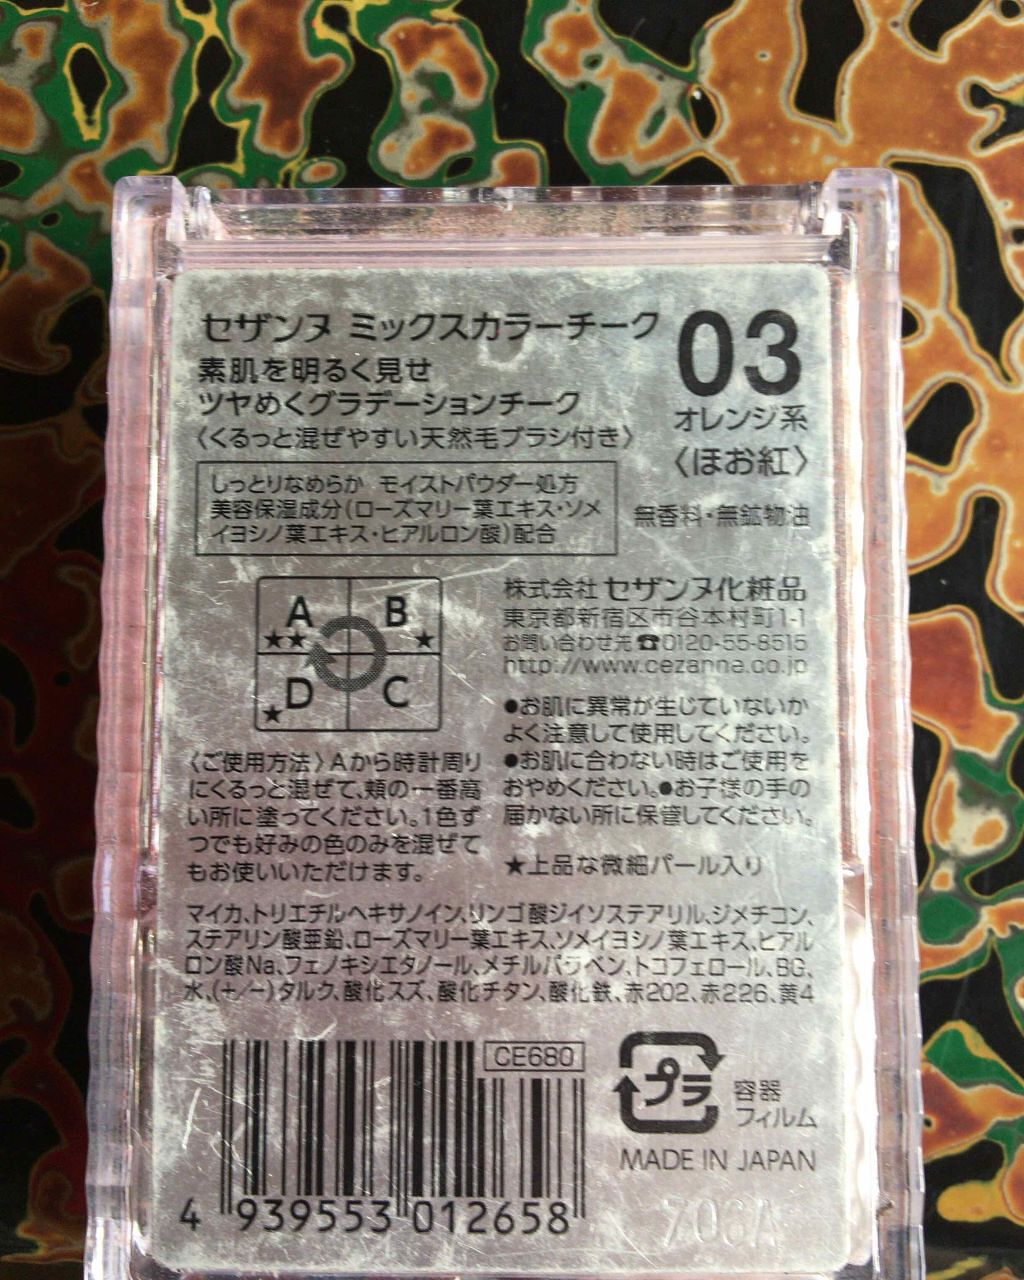 セザンヌ ミックスカラーチーク
03
素肌を明るく見せ
ツヤめくグラデーションチーク
〈くるっと混ぜやすい天然毛ブラシ付き〉
オレンジ系
〈ほお紅〉
しっとりなめらか モイストパウダー処方
美容保湿成分(ローズマリー葉エキス・ソメ
イヨシノ葉エキス・ヒアルロン酸)配合
無香料・無鉱物油
A B
★★ ★
D C
★
〈ご使用方法〉Aから時計周り
にくるっと混ぜて、頬の一番高
い所に塗ってください。1色ず
つでも好みの色のみを混ぜて
もお使いいただけます。
株式会社 セザンヌ化粧品
東京都新宿区市谷本村町1-1
お問い合わせ先☎0120-55-8515
http://www.cezanne.co.jp
●お肌に異常が生じていないか
よく注意して使用してください。
●お肌に合わない時はご使用を
おやめください。●お子様の手の
届かない所に保管してください。
★上品な微細パール入り
マイカ、トリエチルヘキサノイン、リンゴ酸ジイソステアリル、ジメチコン、
ステアリン酸亜鉛、ローズマリー葉エキス、ソメイヨシノ葉エキス、ヒアル
ロン酸Na、フェノキシエタノール、メチルパラベン、トコフェロール、BG、
水、(+/-)タルク、酸化スズ、酸化チタン、酸化鉄、赤202、赤226、黄4
CE680
4 939553 012658
プラ
容器
フィルム
MADE IN JAPAN
706A